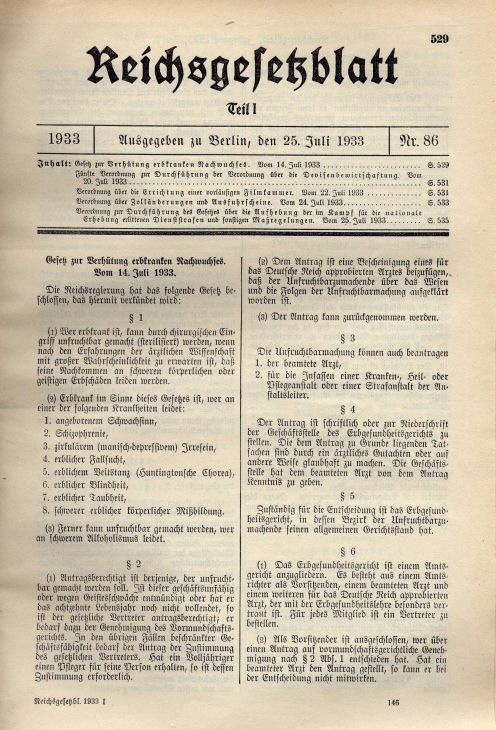 529
Reichsgesetzblatt
Teil I
1933 Ausgegeben zu Berlin, den 25. Juli 1933 Nr. 86
Inhalt: Gesetz zur Verhütung erbkranken Nachwuchses. Vom 14. Juli 1933 S. 529
Fünfte Verordnung zur Durchführung der Verordnung über die Devisenbewirtschaftung. Vom
20. Juli 1933 S. 531
Verordnung über die Errichtung einer vorläufigen Filmkammer. Vom 22. Juli 1933 S. 531
Verordnung über Zolländerungen und Ausfuhrscheine. Vom 24. Juli 1933 S. 533
Verordnung zur Durchführung des Gesetzes über die Aufhebung der im Kampf für die nationale
Erhebung erlittenen Dienststrafen und sonstigen Maßregelungen. Vom 25. Juli 1933 S. 535
Gesetz zur Verhütung erbkranken Nachwuchses.
Vom 14. Juli 1933.
Die Reichsregierung hat das folgende Gesetz be-
schlossen, das hiermit verkündet wird:
§ 1
(1) Wer erbkrank ist, kann durch chirurgischen Ein-
griff unfruchtbar gemacht (sterilisiert) werden, wenn
nach den Erfahrungen der ärztlichen Wissenschaft
mit großer Wahrscheinlichkeit zu erwarten ist, daß
seine Nachkommen an schweren körperlichen oder
geistigen Erbschäden leiden werden.
(2) Erbkrank im Sinne dieses Gesetzes ist, wer an
einer der folgenden Krankheiten leidet:
1. angeborenem Schwachsinn,
2. Schizophrenie,
3. zirkulärem (manisch-depressivem) Irresein,
4. erblicher Fallsucht,
5. erblichem Veitstanz (Huntingtonsche Chorea),
6. erblicher Blindheit,
7. erblicher Taubheit,
8. schwerer erblicher körperlicher Mißbildung.
(3) Ferner kann unfruchtbar gemacht werden, wer
an schwerem Alkoholismus leidet.
§ 2
(1) Antragsberechtigt ist derjenige, der unfrucht-
bar gemacht werden soll. Ist dieser geschäftsunfähig
oder wegen Geistesschwäche entmündigt oder hat er
das achtzehnte Lebensjahr noch nicht vollendet, so
ist der gesetzliche Vertreter antragsberechtigt; er
bedarf dazu der Genehmigung des Vormundschafts-
gerichts. In den übrigen Fällen beschränkter Ge-
schäftsfähigkeit bedarf der Antrag der Zustimmung
des gesetzlichen Vertreters. Hat ein Volljähriger
einen Pfleger für seine Person erhalten, so ist dessen
Zustimmung erforderlich.
(2) Dem Antrag ist eine Bescheinigung eines für
das Deutsche Reich approbierten Arztes beizufügen,
daß der Unfruchtbarzumachende über das Wesen
und die Folgen der Unfruchtbarmachung aufgeklärt
worden ist.
(3) Der Antrag kann zurückgenommen werden.
§ 3
Die Unfruchtbarmachung können auch beantragen
1. der beamtete Arzt,
2. für die Insassen einer Kranken-, Heil- oder
Pflegeanstalt oder einer Strafanstalt der An-
staltsleiter.
§ 4
Der Antrag ist schriftlich oder zur Niederschrift
der Geschäftsstelle des Erbgesundheitsgerichts zu
stellen. Die dem Antrag zu Grunde liegenden Tat-
sachen sind durch ein ärztliches Gutachten oder auf
andere Weise glaubhaft zu machen. Die Geschäfts-
stelle hat dem beamteten Arzt von dem Antrag
Kenntnis zu geben.
§ 5
Zuständig für die Entscheidung ist das Erbgesund-
heitsgericht, in dessen Bezirk der Unfruchtbarzu-
machende seinen allgemeinen Gerichtsstand hat.
§ 6
(1) Das Erbgesundheitsgericht ist einem Amts-
gericht anzugliedern. Es besteht aus einem Amts-
richter als Vorsitzenden, einem beamteten Arzt und
einem weiteren für das Deutsche Reich approbierten
Arzt, der mit der Erbgesundheitslehre besonders ver-
traut ist. Für jedes Mitglied ist ein Vertreter zu
bestellen.
(2) Als Vorsitzender ist ausgeschlossen, wer über
einen Antrag auf vormundschaftsgerichtliche Geneh-
migung nach § 2 Abs. 1 entschieden hat. Hat ein
beamteter Arzt den Antrag gestellt, so kann er bei
der Entscheidung nicht mitwirken.
Reichsgesetzbl. 1933 I 146